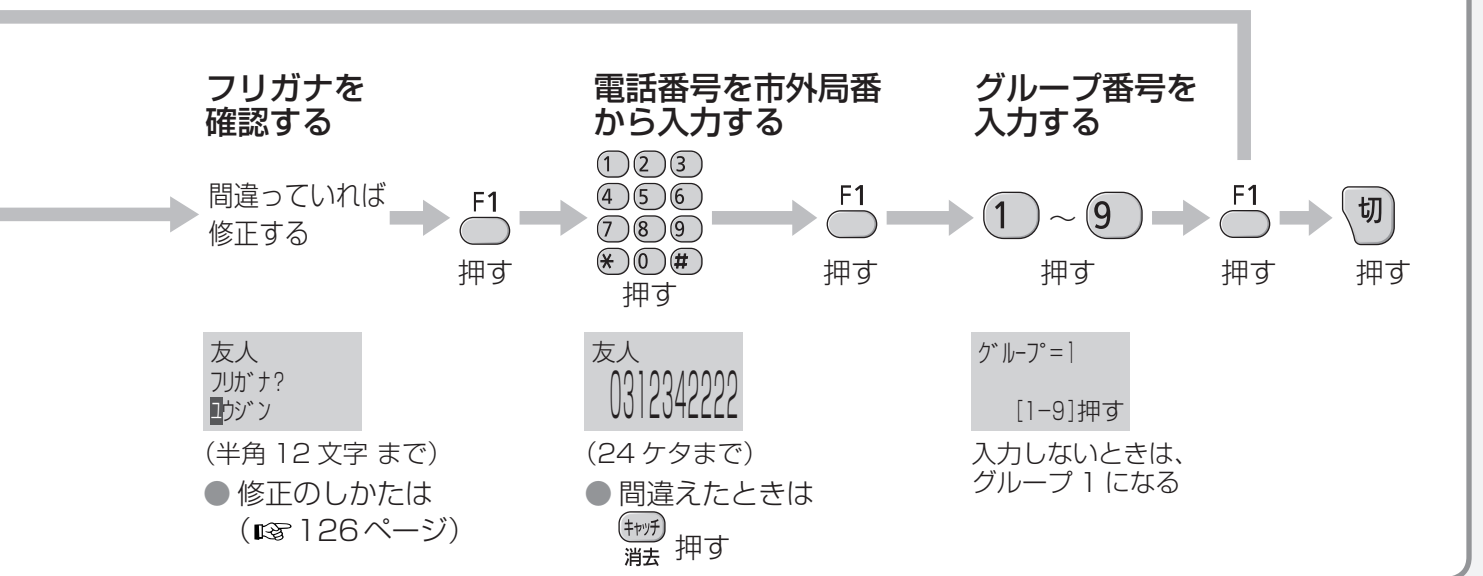 フリガナを
確認する
間違っていれば
修正する
F1
押す
友人
ﾌﾘｶﾞﾅ?
ﾕｳｼﾞﾝ
(半角 12 文字 まで)
● 修正のしかたは
(☞126ページ)
電話番号を市外局番
から入力する
1 2 3
4 5 6
7 8 9
* 0 #
押す
F1
押す
友人
0312342222
(24 ケタまで)
● 間違えたときは
キャッチ
消去 押す
グループ番号を
入力する
1 ～ 9
押す
F1
押す
切
押す
ｸﾞﾙｰﾌﾟ=1
[1-9]押す
入力しないときは、
グループ 1 になる